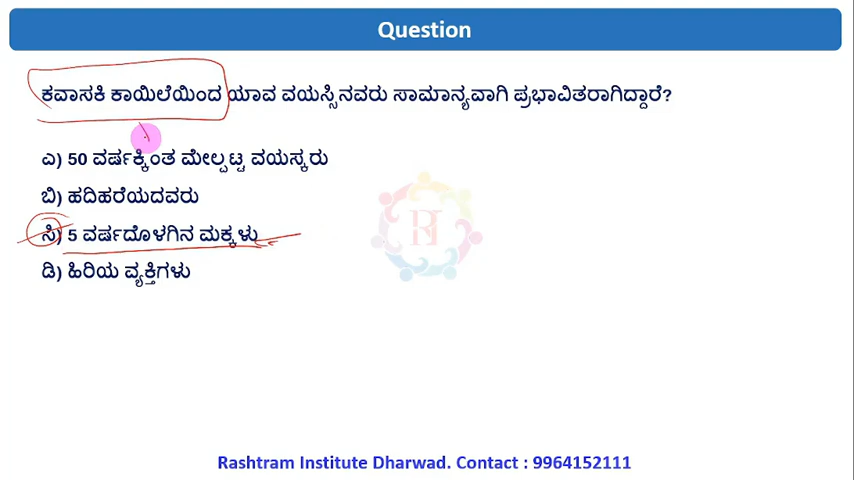 Question
ಕವಾಸಕಿ ಕಾಯಿಲೆಯಿಂದ ಯಾವ ವಯಸ್ಸಿನವರು ಸಾಮಾನ್ಯವಾಗಿ ಪ್ರಭಾವಿತರಾಗಿದ್ದಾರೆ?
ಎ) 50 ವರ್ಷಕ್ಕಿಂತ ಮೇಲ್ಪಟ್ಟ ವಯಸ್ಕರು
ಬಿ) ಹದಿಹರೆಯದವರು
ಸಿ) 5 ವರ್ಷದೊಳಗಿನ ಮಕ್ಕಳು
ಡಿ) ಹಿರಿಯ ವ್ಯಕ್ತಿಗಳು
Rashtram Institute Dharwad. Contact : 9964152111